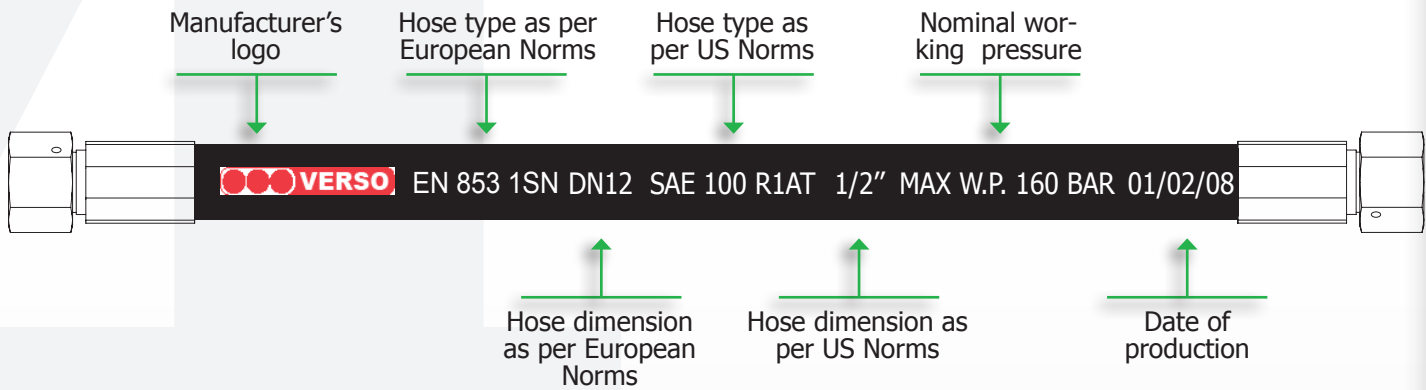 Manufacturer's
logo
Hose type as per
European Norms
Hose type as
per US Norms
Nominal wor-
king pressure
VERSO EN 853 1SN DN12 SAE 100 R1AT 1/2” MAX W.P. 160 BAR 01/02/08
Hose dimension
as per European
Norms
Hose dimension as
per US Norms
Date of
production